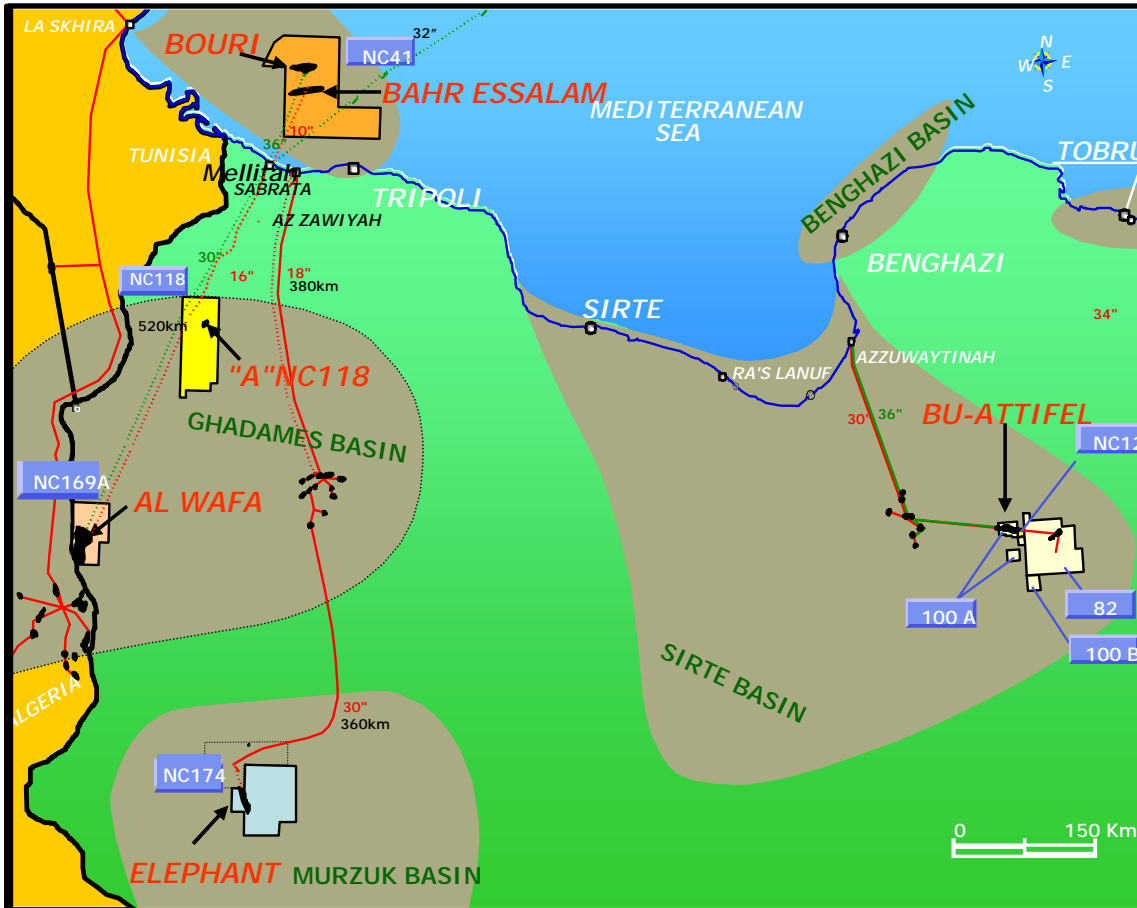 LA SKHIRA
BOURI
NC41
32"
BAHR ESSALAM
N
W
E
S
MEDITERRANEAN
SEA
10"
36"
TUNISIA
Mellitah
SABRATA
TRIPOLI
AZ ZAWIYAH
BENGHAZI BASIN
TOBRU
BENGHAZI
30"
NC118
16"
18"
380km
520km
SIRTE
34"
"A"NC118
RA'S LANUF
AZZUWAYTINAH
GHADAMES BASIN
30"
36"
BU-ATTIFEL
NC12
NC169A
AL WAFA
100 A
82
100 B
SIRTE BASIN
ALGERIA
30"
360km
NC174
ELEPHANT
MURZUK BASIN
0
150 Km